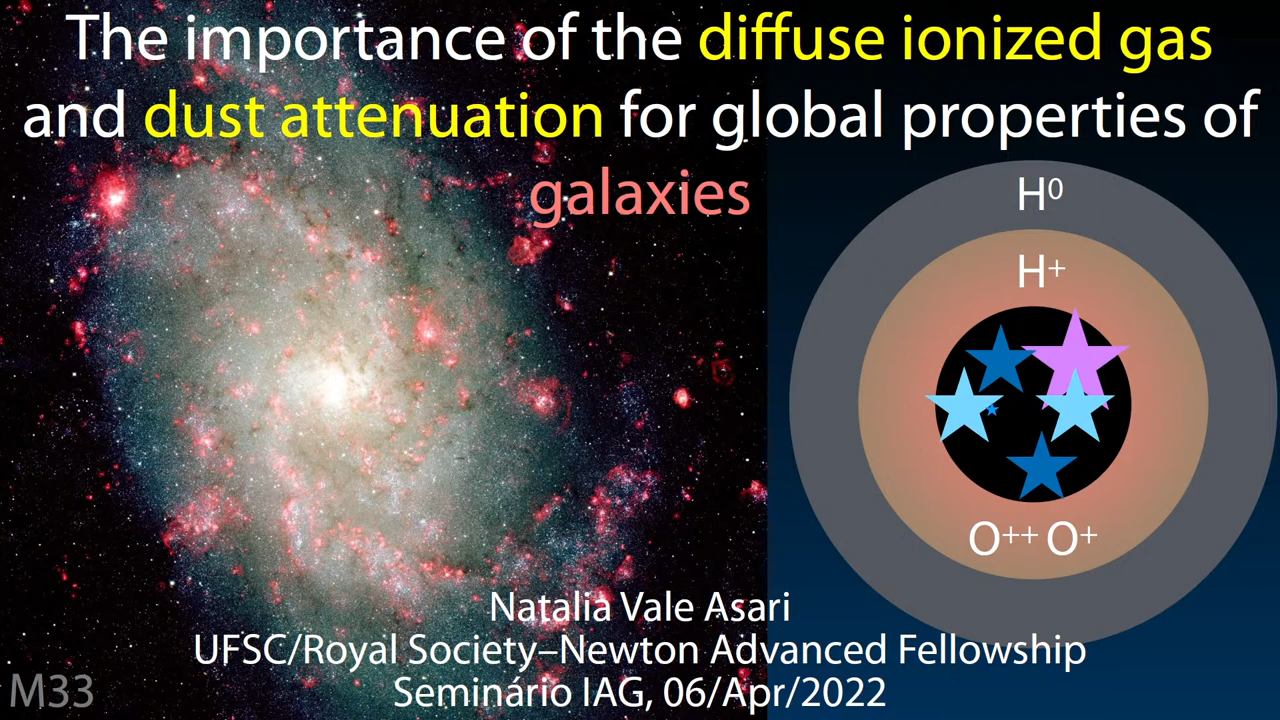 The importance of the diffuse ionized gas
and dust attenuation for global properties of
galaxies
H⁰
H⁺
O⁺⁺ O⁺
Natalia Vale Asari
UFSC/Royal Society–Newton Advanced Fellowship
Seminário IAG, 06/Apr/2022
M33